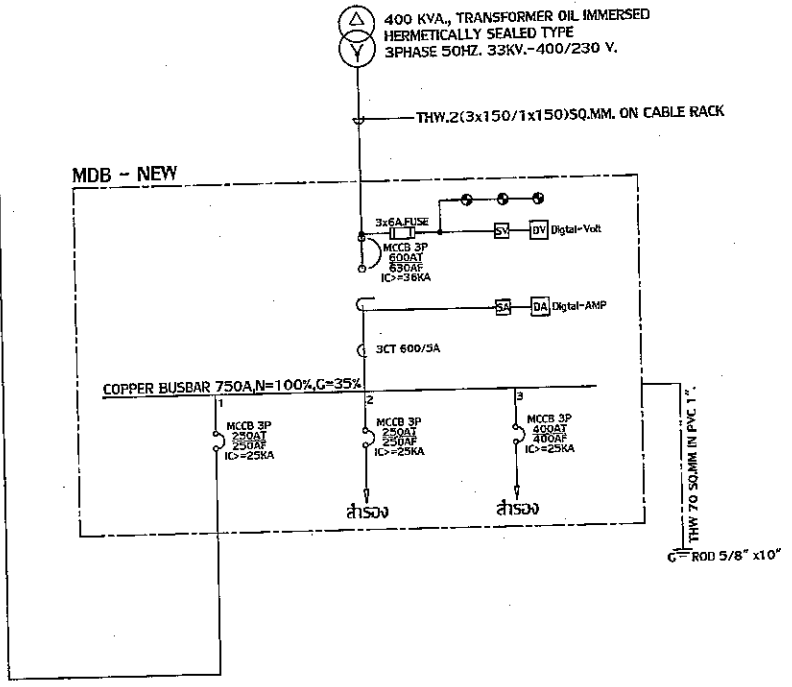 400 KVA., TRANSFORMER OIL IMMERSED
HERMETICALLY SEALED TYPE
3PHASE 50HZ. 33KV.-400/230 V.
THW.2(3x150/1x150)SQ.MM. ON CABLE RACK
MDB - NEW
3x6A.FUSE
SV
DV
Digtal-Volt
MCCB 3P
600AT
630AF
IC>=36KA
SA
DA
Digtal-AMP
3CT 600/5A
COPPER BUSBAR 750A,N=100%,G=35%
1
2
3
MCCB 3P
250AT
250AF
IC>=25KA
MCCB 3P
250AT
250AF
IC>=25KA
MCCB 3P
400AT
400AF
IC>=25KA
สำรอง
สำรอง
THW 70 SQ.MM IN PVC 1".
G
ROD 5/8" x10"